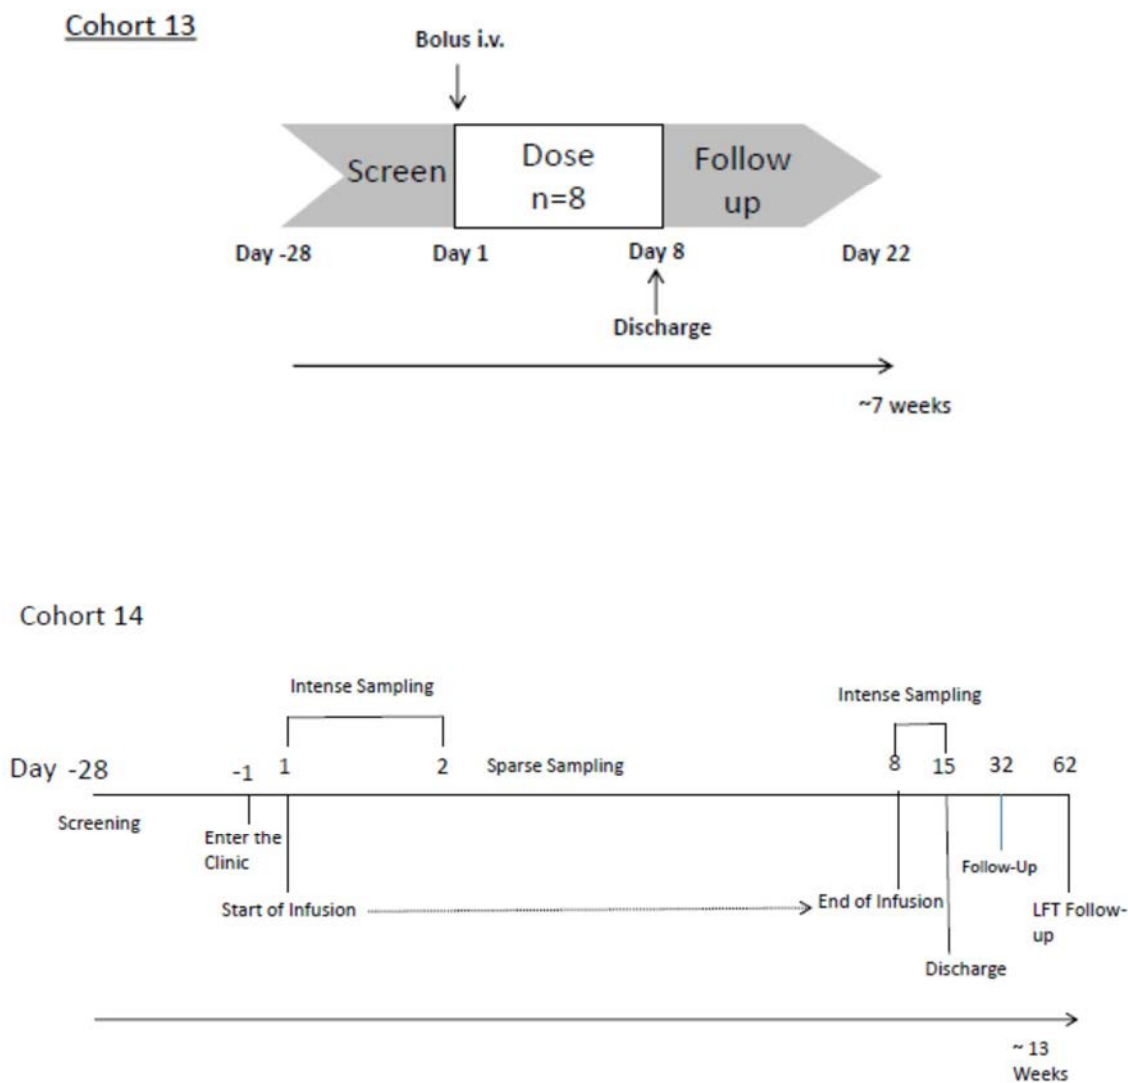 Cohort 13
Bolus i.v.
Screen
Dose
n=8
Follow
up
Day -28
Day 1
Day 8
Day 22
Discharge
~7 weeks
Cohort 14
Intense Sampling
Intense Sampling
Day -28
-1
1
2
Sparse Sampling
8
15
32
62
Screening
Enter the
Clinic
Follow-Up
Start of Infusion
End of Infusion
LFT Follow-
up
Discharge
~ 13
Weeks